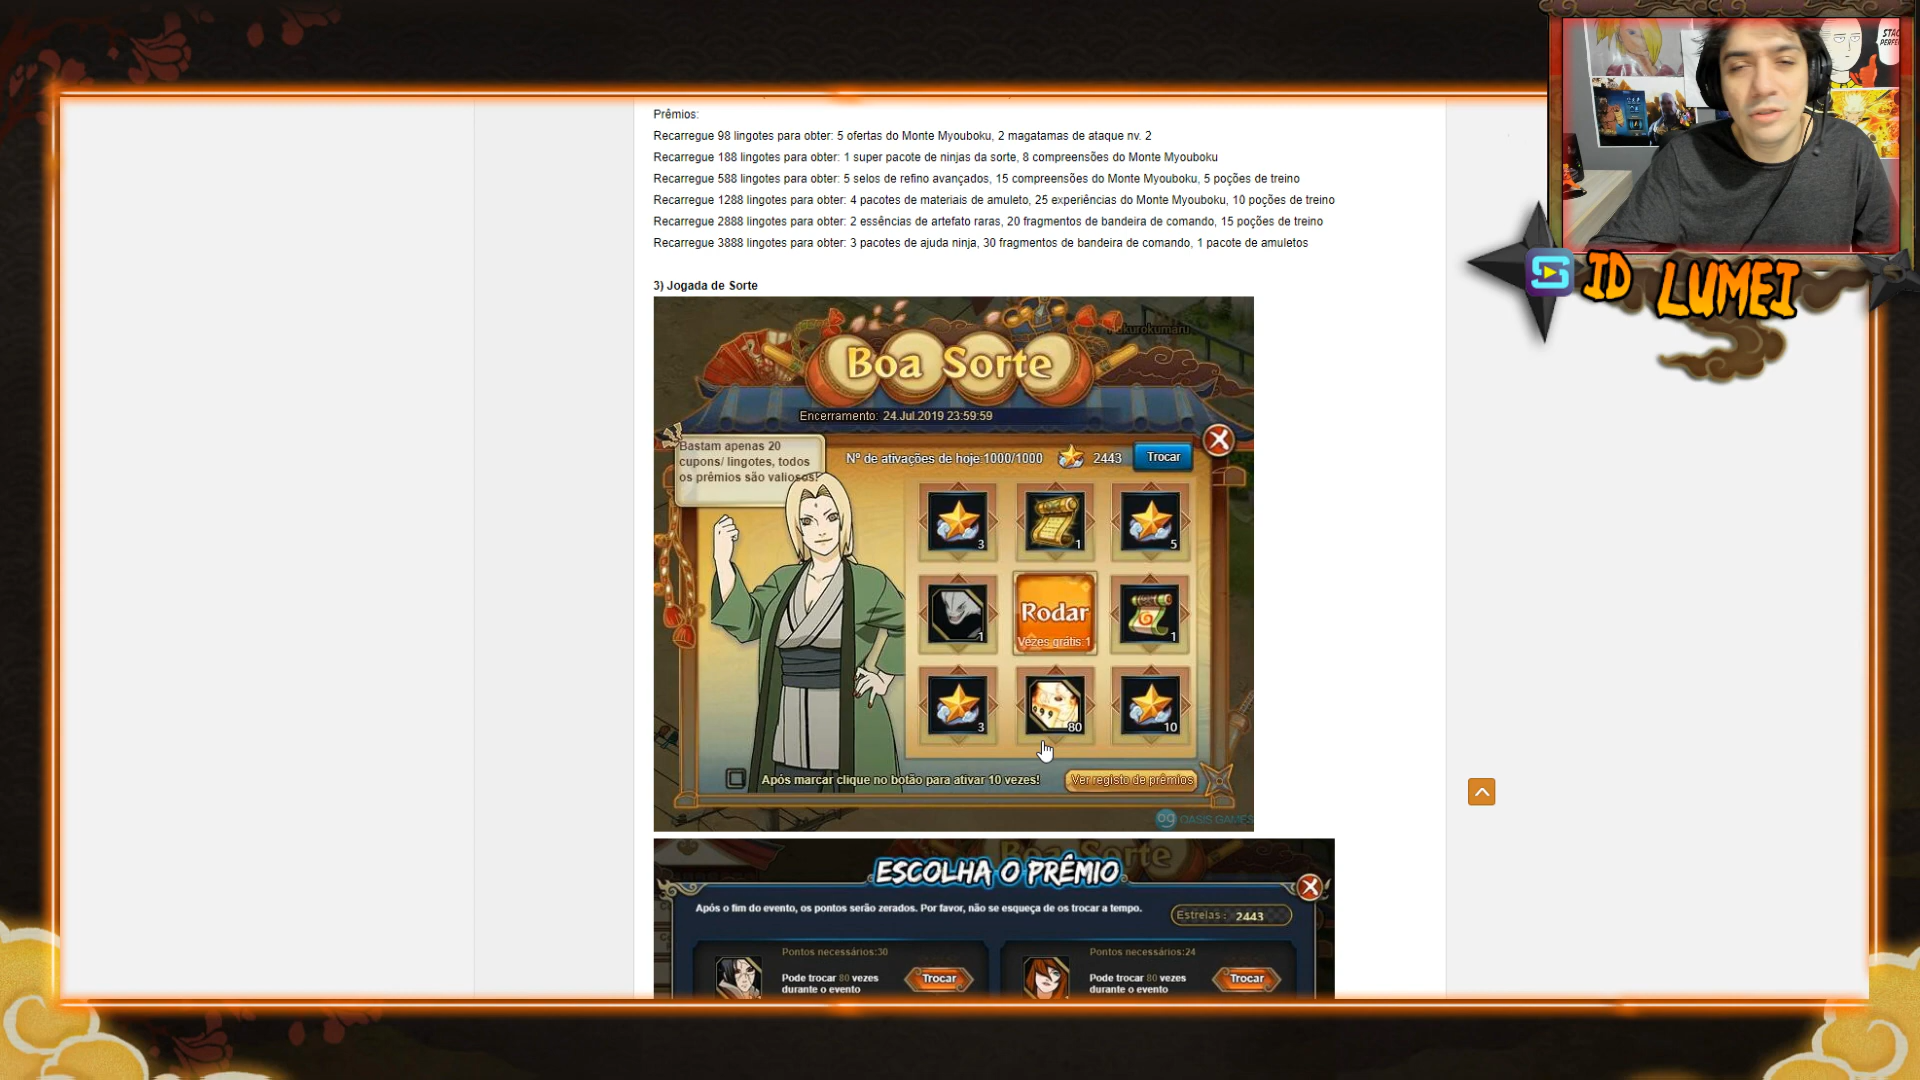 Prêmios:
Recarregue 98 lingotes para obter: 5 ofertas do Monte Myouboku, 2 magatamas de ataque nv. 2
Recarregue 188 lingotes para obter: 1 super pacote de ninjas da sorte, 8 compreensões do Monte Myouboku
Recarregue 588 lingotes para obter: 5 selos de refino avançados, 15 compreensões do Monte Myouboku, 5 poções de treino
Recarregue 1288 lingotes para obter: 4 pacotes de materiais de amuleto, 25 experiências do Monte Myouboku, 10 poções de treino
Recarregue 2888 lingotes para obter: 2 essências de artefato raras, 20 fragmentos de bandeira de comando, 15 poções de treino
Recarregue 3888 lingotes para obter: 3 pacotes de ajuda ninja, 30 fragmentos de bandeira de comando, 1 pacote de amuletos
3) Jogada de Sorte
ID LUMEI
Boa Sorte
Encerramento: 24.Jul.2019 23:59:59
Bastam apenas 20
cupons/ lingotes, todos
os prêmios são valiosos!
Nº de ativações de hoje:1000/1000
2443
Trocar
3
1
5
1
Rodar
Vezes grátis:1
1
3
80
10
Após marcar clique no botão para ativar 10 vezes!
Ver registo de prêmios
OASIS GAMES
ESCOLHA O PRÊMIO
Após o fim do evento, os pontos serão zerados. Por favor, não se esqueça de os trocar a tempo.
Estrelas : 2443
Pontos necessários:30
Pode trocar 80 vezes
durante o evento
Trocar
Pontos necessários:24
Pode trocar 80 vezes
durante o evento
Trocar